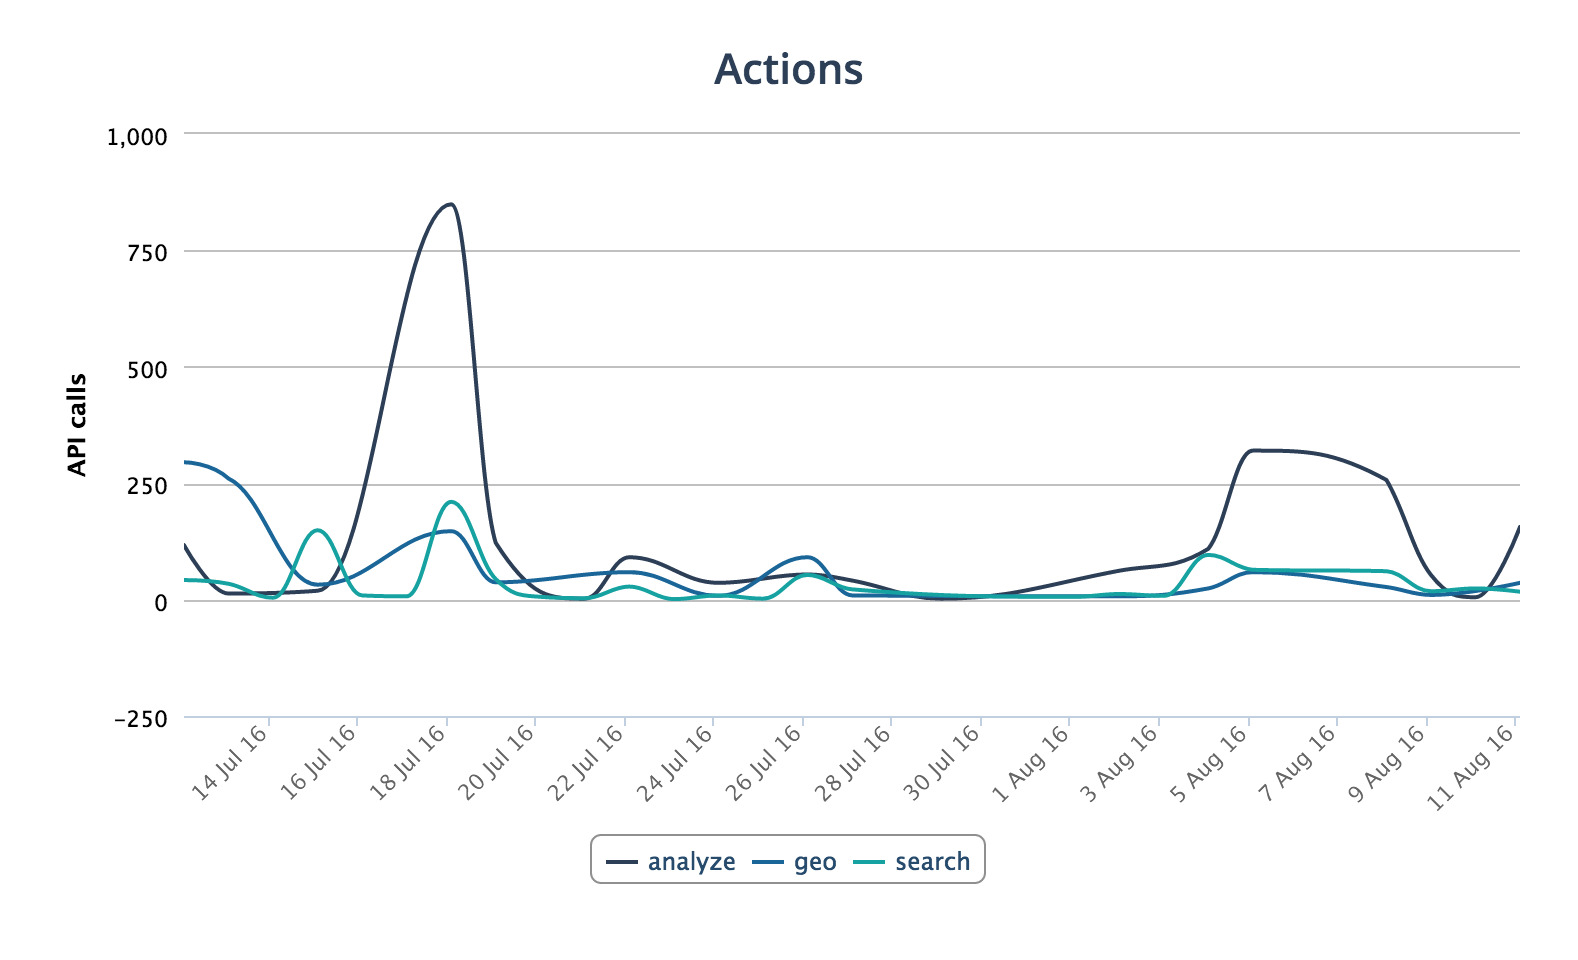 Actions
1,000
750
500
250
0
-250
API calls
14 Jul 16
16 Jul 16
18 Jul 16
20 Jul 16
22 Jul 16
24 Jul 16
26 Jul 16
28 Jul 16
30 Jul 16
1 Aug 16
3 Aug 16
5 Aug 16
7 Aug 16
9 Aug 16
11 Aug 16
analyze geo search